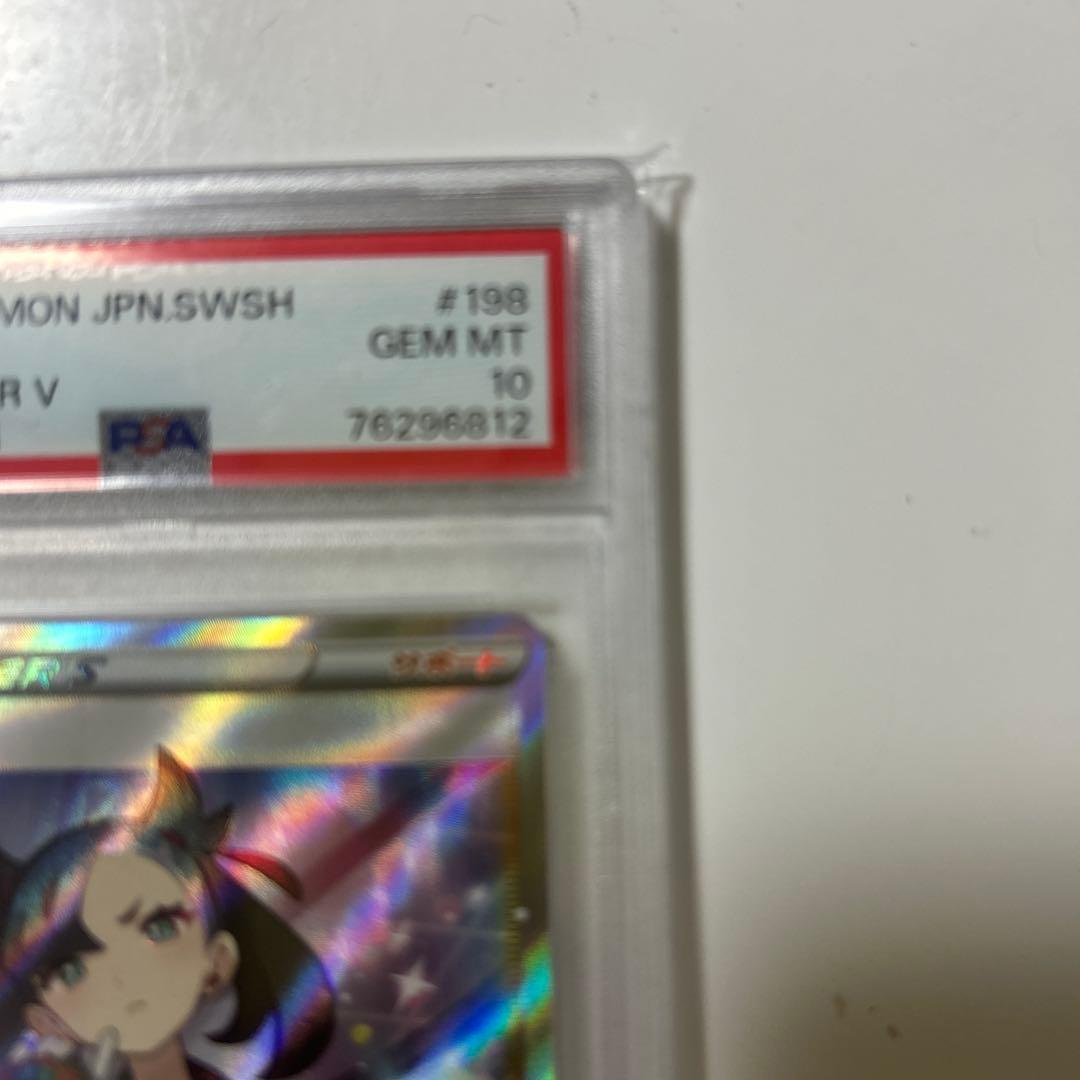 MON JPN.SWSH #198
GEM MT
R V 10
PSA 76296812
サポート